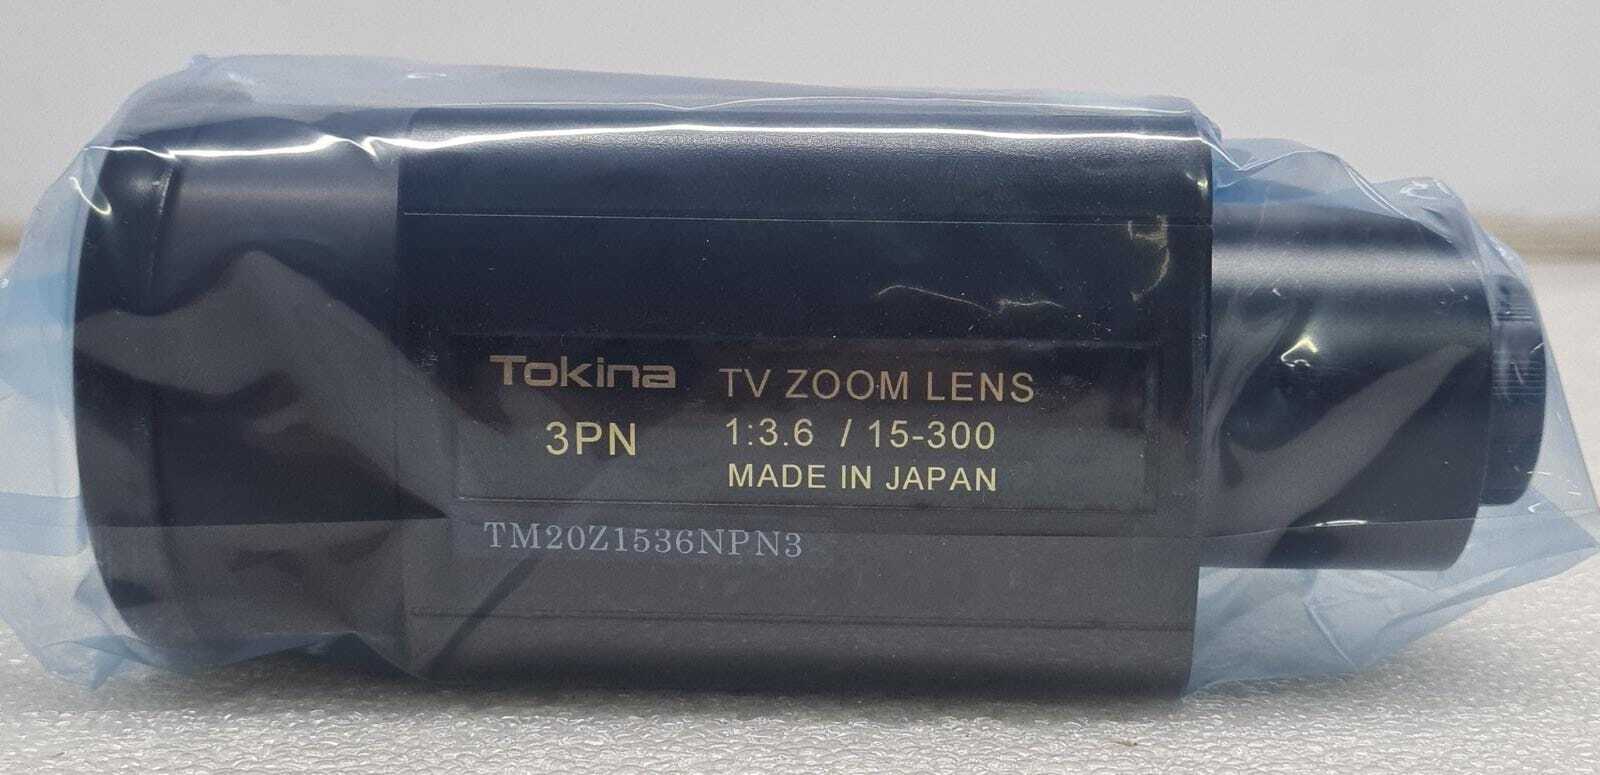 Tokina TV ZOOM LENS
3PN 1:3.6 / 15-300
MADE IN JAPAN
TM20Z1536NPN3